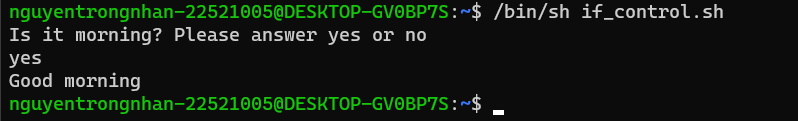 nguyentrongnhan-22521005@DESKTOP-GV0BP7S:~$ /bin/sh if_control.sh
Is it morning? Please answer yes or no
yes
Good morning
nguyentrongnhan-22521005@DESKTOP-GV0BP7S:~$ _